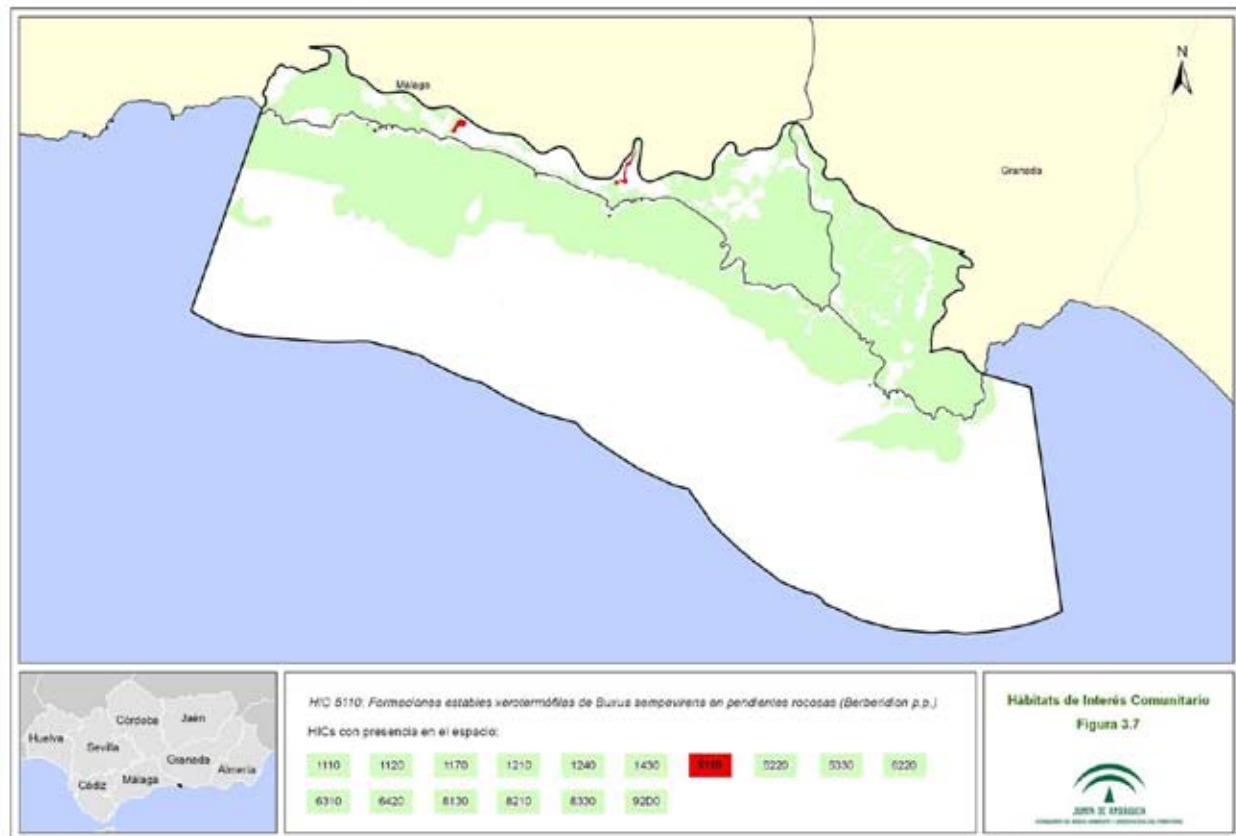 N
Málaga
Granada
Huelva
Córdoba
Jaén
Sevilla
Granada
Almería
Málaga
Cádiz
HIC 5110: Formaciones estables xerotermófilas de Buxus sempervirens en pendientes rocosas (Berberidion p.p.)
HICs con presencia en el espacio:
1110 1120 1170 1210 1240 1430 5110 5220 5330 6220
6310 6420 8130 8210 8330 92D0
Hábitats de Interés Comunitario
Figura 3.7
JUNTA DE ANDALUCIA